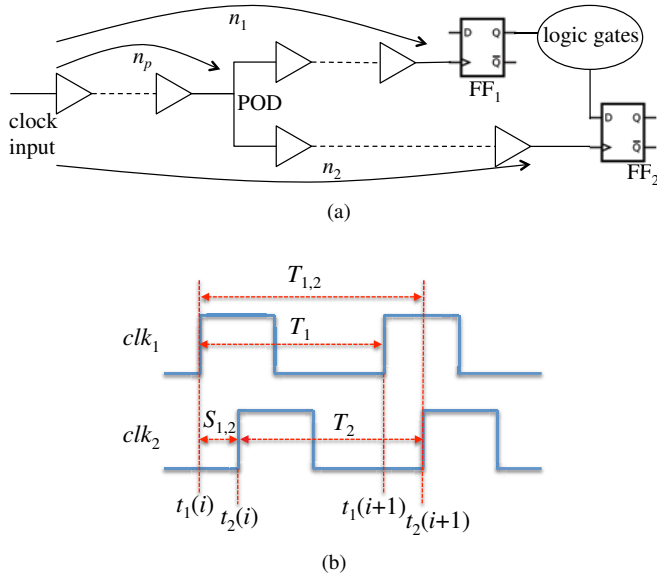 n₁
nₚ
clock
input
POD
D Q
Q̅
FF₁
logic gates
D Q
Q̅
FF₂
n₂
(a)
T₁,₂
clk₁
T₁
clk₂
S₁,₂
T₂
t₁(i)
t₂(i)
t₁(i+1)
t₂(i+1)
(b)